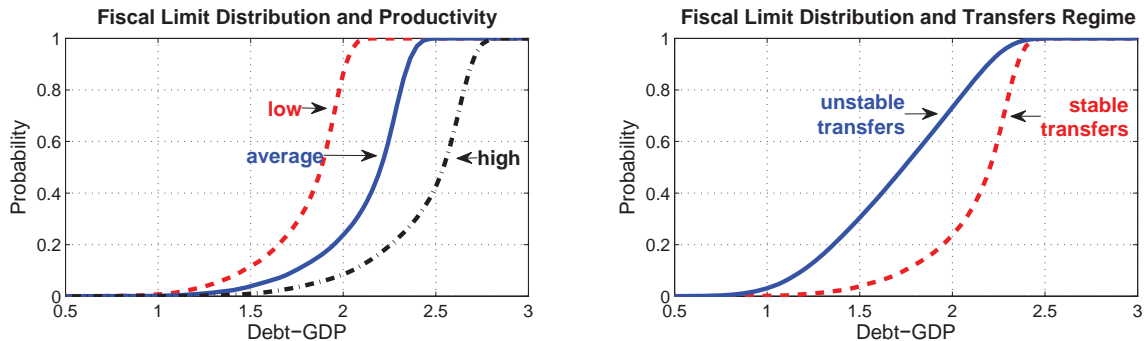 Fiscal Limit Distribution and Productivity
1
0.8
0.6
0.4
0.2
0
Probability
low
average
high
0.5 1 1.5 2 2.5 3
Debt−GDP
Fiscal Limit Distribution and Transfers Regime
1
0.8
0.6
0.4
0.2
0
Probability
unstable
transfers
stable
transfers
0.5 1 1.5 2 2.5 3
Debt−GDP